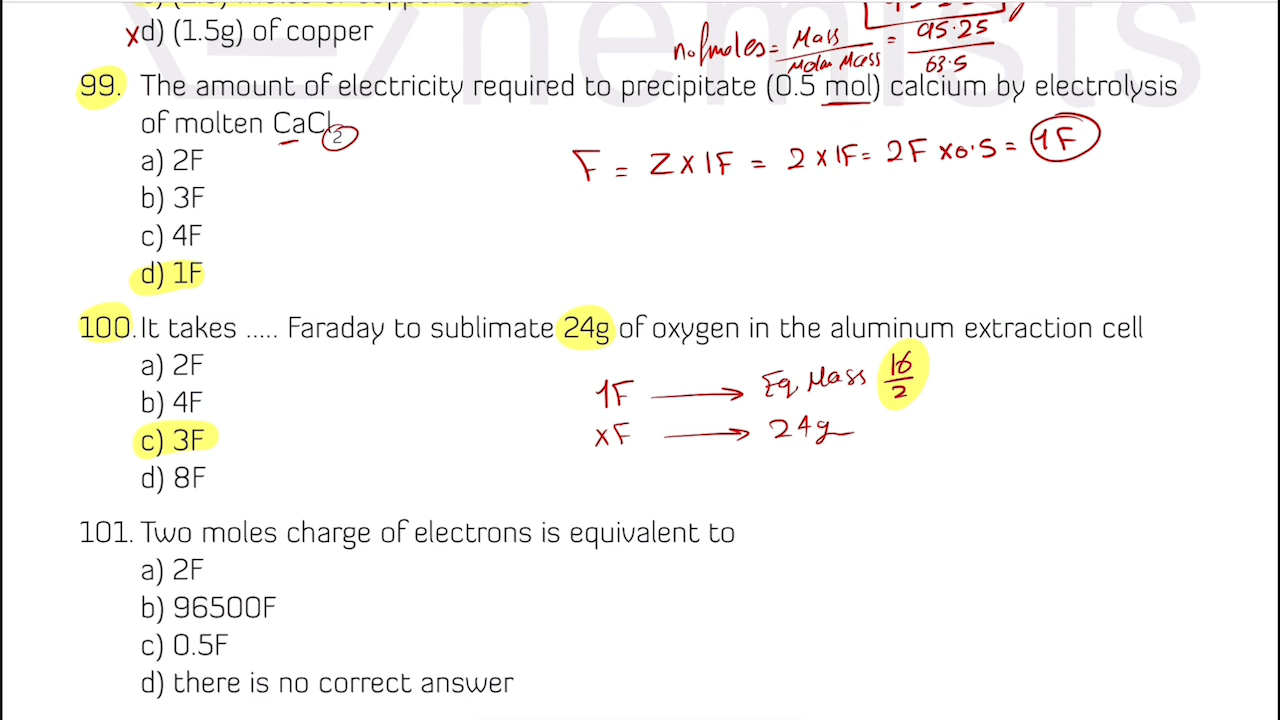 xd) (1.5g) of copper
no.of moles = Mass / Molar Mass = 95.25 / 63.5
99. The amount of electricity required to precipitate (0.5 mol) calcium by electrolysis
of molten CaCl2
a) 2F
F = Z x 1F = 2 x 1F = 2F x 0.5 = 1F
b) 3F
c) 4F
d) 1F
100. It takes ..... Faraday to sublimate 24g of oxygen in the aluminum extraction cell
a) 2F
1F → Eq Mass 16/2
b) 4F
xF → 24g
c) 3F
d) 8F
101. Two moles charge of electrons is equivalent to
a) 2F
b) 96500F
c) 0.5F
d) there is no correct answer